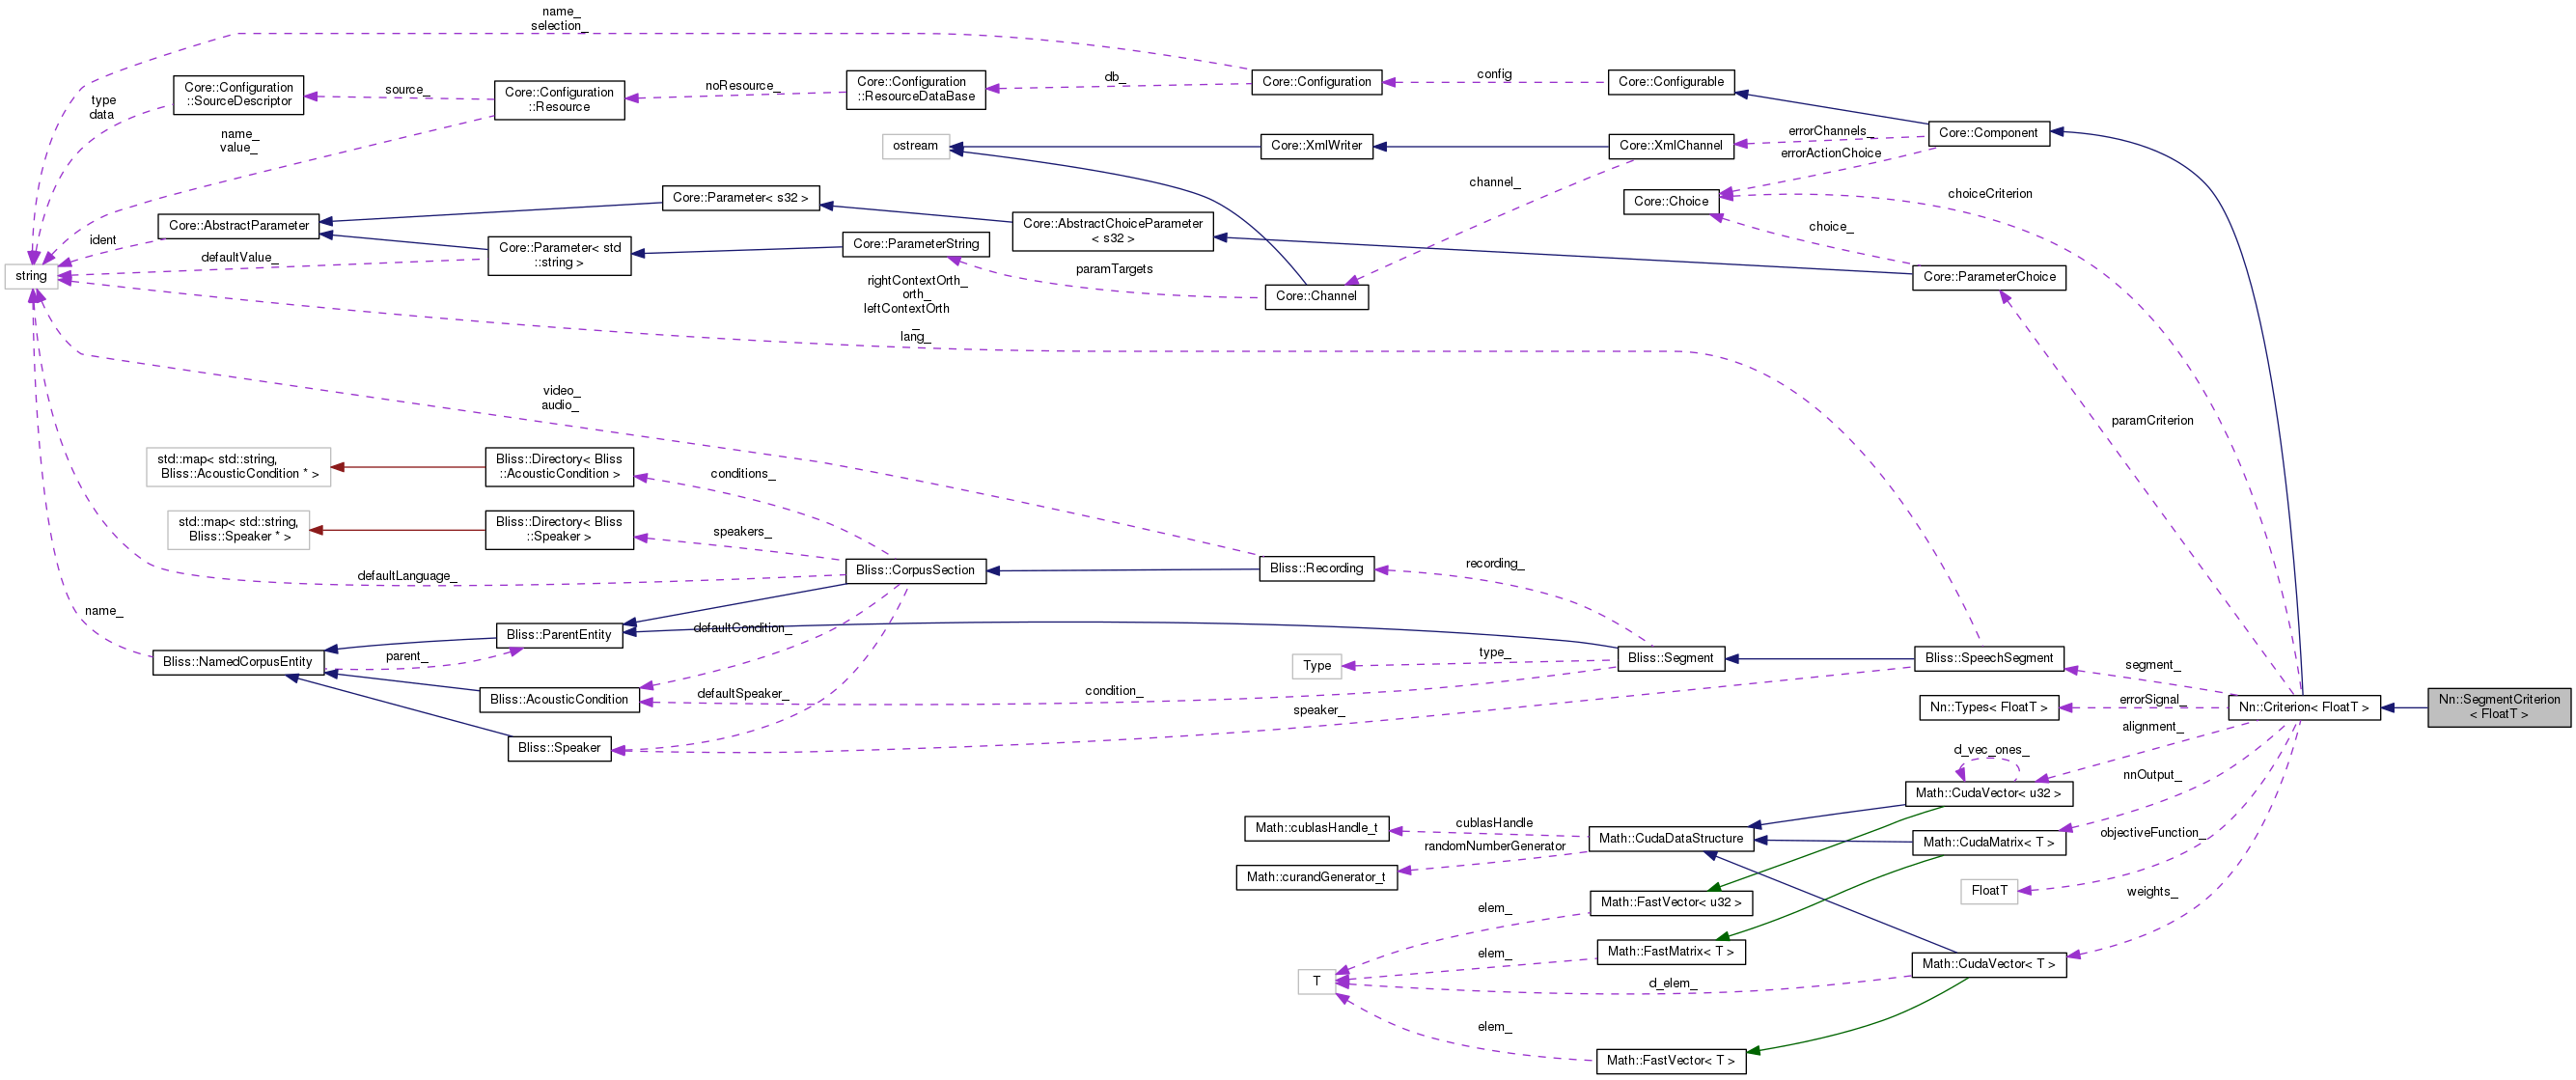 name_
selection_
Core::Configuration
::SourceDescriptor
type
data
source_
Core::Configuration
::Resource
noResource_
Core::Configuration
::ResourceDataBase
db_
Core::Configuration
config
Core::Configurable
name_
value_
ostream
Core::XmlWriter
Core::XmlChannel
errorChannels_
errorActionChoice
Core::Component
channel_
Core::Choice
choiceCriterion
choice_
Core::Parameter< s32 >
Core::AbstractParameter
ident
Core::AbstractChoiceParameter
< s32 >
Core::Parameter< std
::string >
Core::ParameterString
defaultValue_
string
paramTargets
Core::Channel
Core::ParameterChoice
rightContextOrth_
orth_
leftContextOrth
_
lang_
video_
audio_
paramCriterion
std::map< std::string,
Bliss::AcousticCondition * >
Bliss::Directory< Bliss
::AcousticCondition >
conditions_
std::map< std::string,
Bliss::Speaker * >
Bliss::Directory< Bliss
::Speaker >
speakers_
defaultLanguage_
Bliss::CorpusSection
Bliss::Recording
recording_
name_
Bliss::ParentEntity
defaultCondition_
Bliss::NamedCorpusEntity
parent_
Type
type_
Bliss::Segment
Bliss::SpeechSegment
segment_
Bliss::AcousticCondition
defaultSpeaker_
condition_
speaker_
Bliss::Speaker
Nn::Types< FloatT >
errorSignal_
Nn::Criterion< FloatT >
Nn::SegmentCriterion
< FloatT >
alignment_
d_vec_ones_
nnOutput_
Math::CudaVector< u32 >
Math::cublasHandle_t
cublasHandle
Math::CudaDataStructure
randomNumberGenerator
Math::CudaMatrix< T >
objectiveFunction_
Math::curandGenerator_t
FloatT
weights_
Math::FastVector< u32 >
elem_
Math::FastMatrix< T >
elem_
Math::CudaVector< T >
T
d_elem_
elem_
Math::FastVector< T >